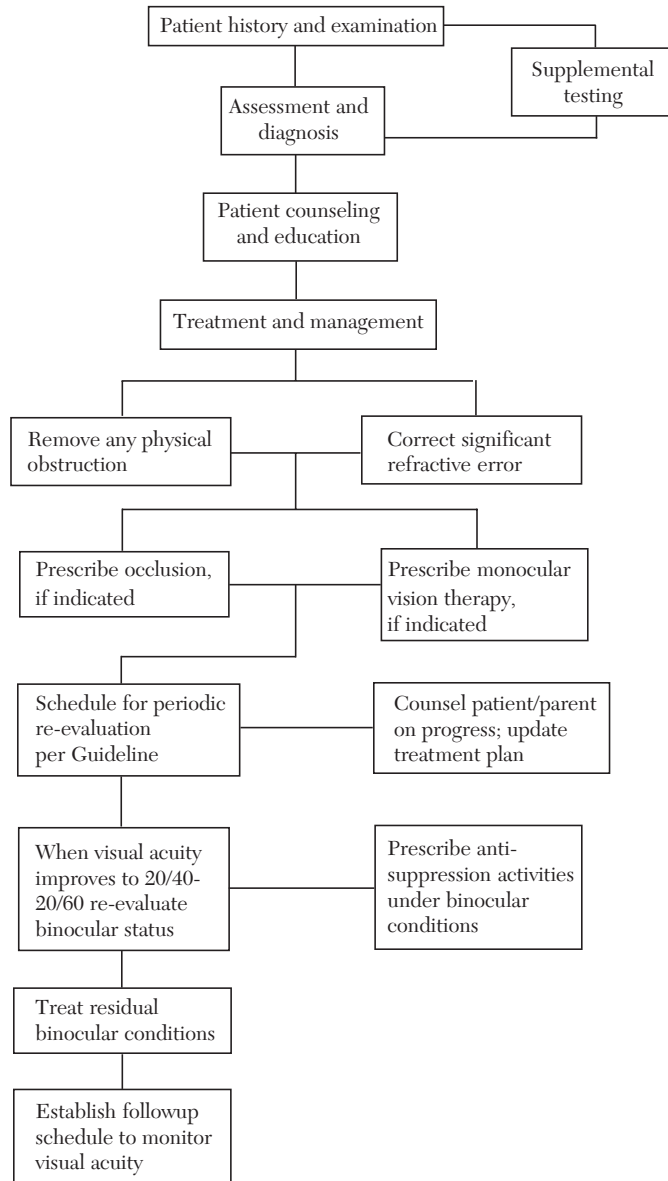 Patient history and examination
Supplemental
testing
Assessment and
diagnosis
Patient counseling
and education
Treatment and management
Remove any physical
obstruction
Correct significant
refractive error
Prescribe occlusion,
if indicated
Prescribe monocular
vision therapy,
if indicated
Schedule for periodic
re-evaluation
per Guideline
Counsel patient/parent
on progress; update
treatment plan
When visual acuity
improves to 20/40-
20/60 re-evaluate
binocular status
Prescribe anti-
suppression activities
under binocular
conditions
Treat residual
binocular conditions
Establish followup
schedule to monitor
visual acuity